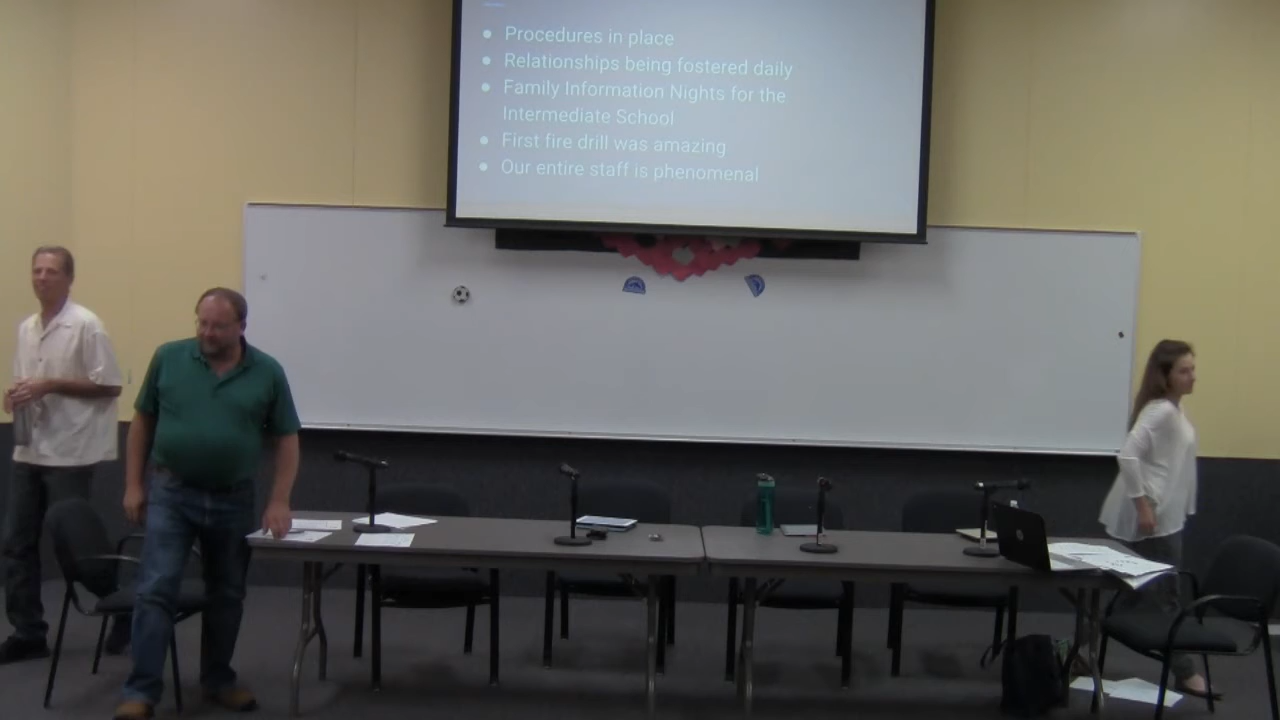 Procedures in place
Relationships being fostered daily
Family Information Nights for the
Intermediate School
First fire drill was amazing
Our entire staff is phenomenal